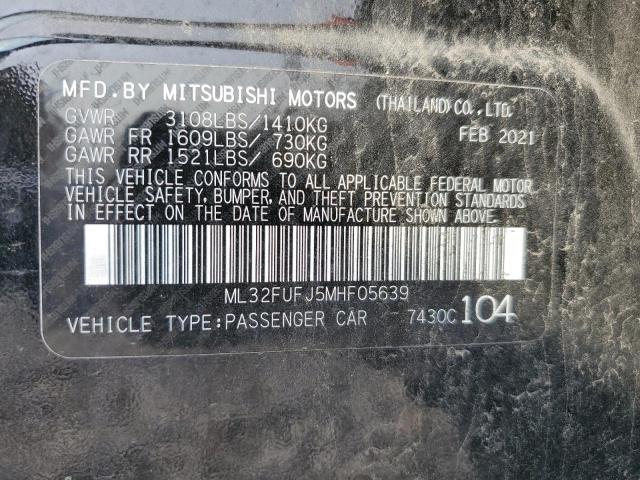 MFD.BY MITSUBISHI MOTORS (THAILAND)CO.,LTD.
GVWR 3108LBS/1410KG FEB 2021
GAWR FR 1609LBS/ 730KG
GAWR RR 1521LBS/ 690KG
THIS VEHICLE CONFORMS TO ALL APPLICABLE FEDERAL MOTOR
VEHICLE SAFETY, BUMPER, AND THEFT PREVENTION STANDARDS
IN EFFECT ON THE DATE OF MANUFACTURE SHOWN ABOVE.
ML32FUFJ5MHF05639
VEHICLE TYPE:PASSENGER CAR 7430C 104